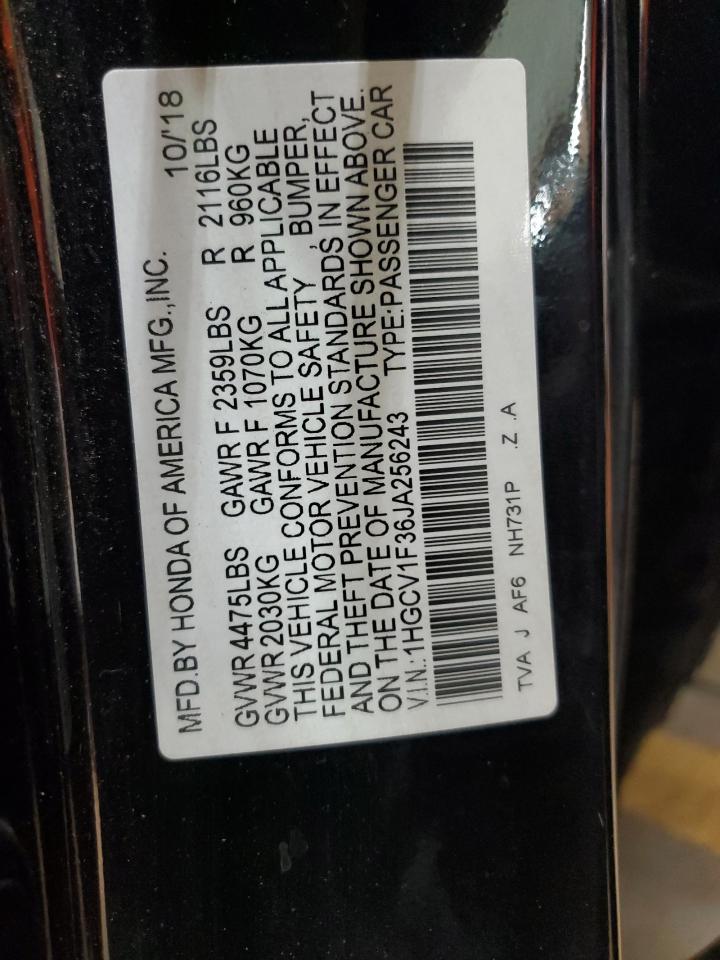 MFD.BY HONDA OF AMERICA MFG.,INC. 10/'18
GVWR 4475LBS GAWR F 2359LBS R 2116LBS
GVWR 2030KG GAWR F 1070KG R 960KG
THIS VEHICLE CONFORMS TO ALL APPLICABLE
FEDERAL MOTOR VEHICLE SAFETY , BUMPER,
AND THEFT PREVENTION STANDARDS IN EFFECT
ON THE DATE OF MANUFACTURE SHOWN ABOVE.
V.I.N.:1HGCV1F36JA256243 TYPE:PASSENGER CAR
TVA J AF6 NH731P .Z .A